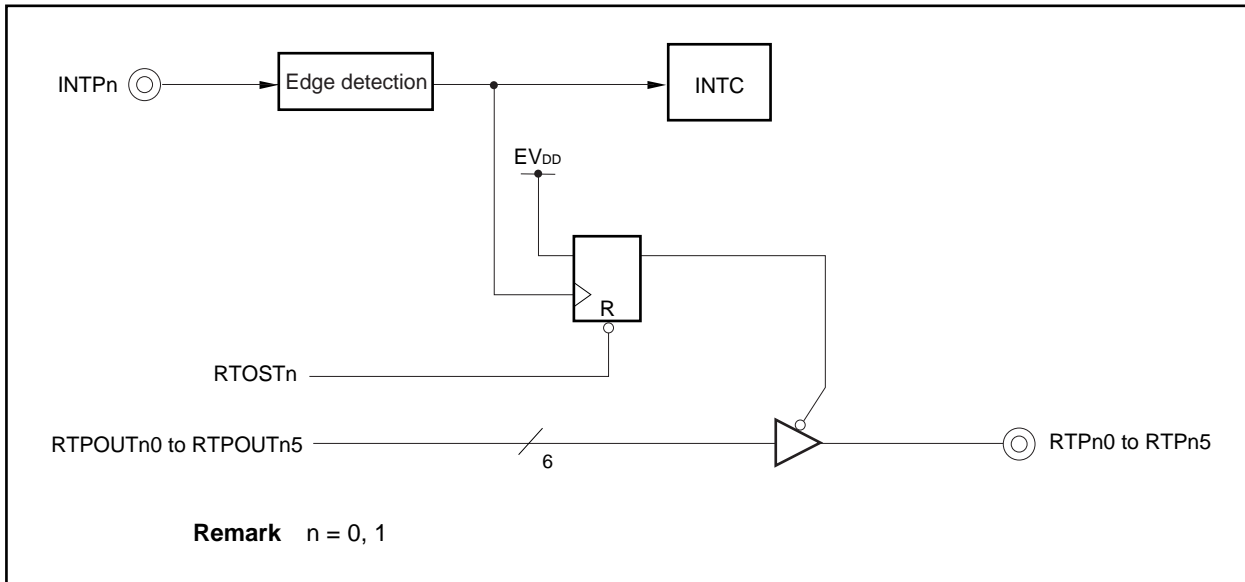 INTPn
Edge detection
INTC
EVDD
R
RTOSTn
RTPOUTn0 to RTPOUTn5
6
RTPn0 to RTPn5
Remark n = 0, 1